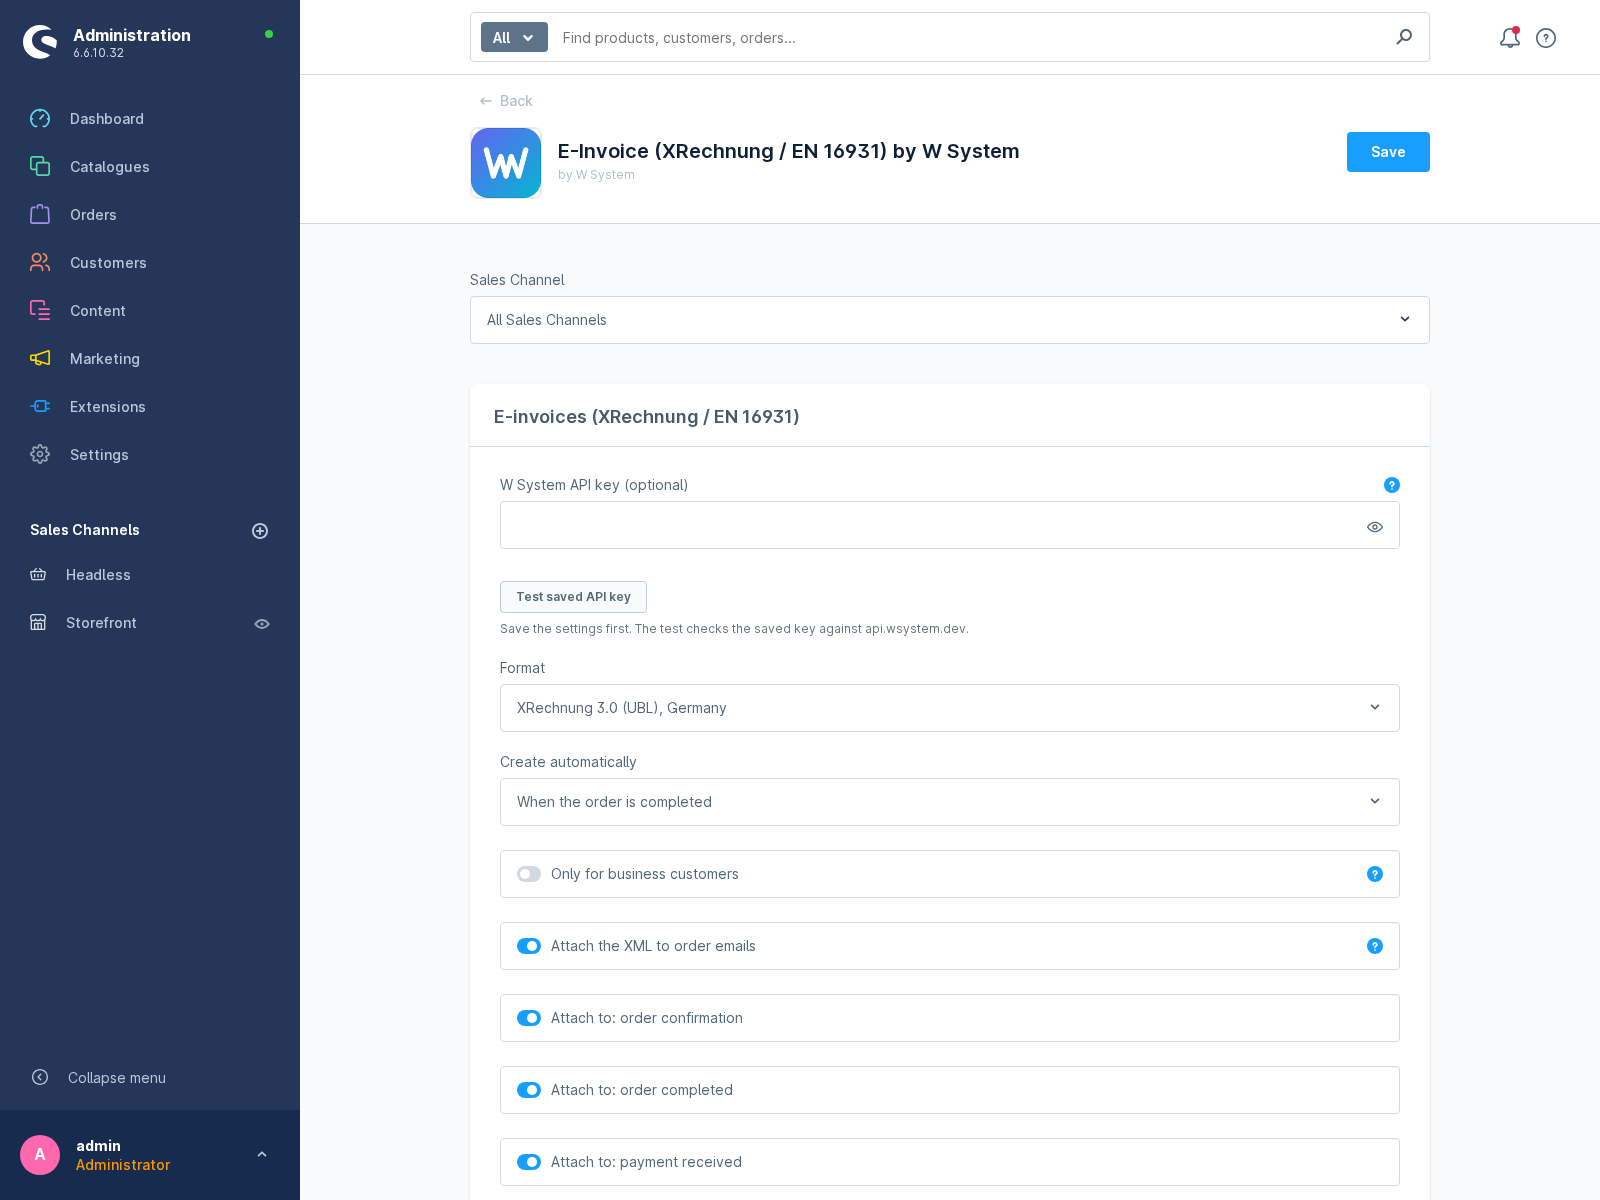 Administration
6.6.10.32
Dashboard
Catalogues
Orders
Customers
Content
Marketing
Extensions
Settings
Sales Channels
Headless
Storefront
Collapse menu
A
admin
Administrator
All
Find products, customers, orders...
Back
W
E-Invoice (XRechnung / EN 16931) by W System
by W System
Save
Sales Channel
All Sales Channels
E-invoices (XRechnung / EN 16931)
W System API key (optional)
Test saved API key
Save the settings first. The test checks the saved key against api.wsystem.dev.
Format
XRechnung 3.0 (UBL), Germany
Create automatically
When the order is completed
Only for business customers
Attach the XML to order emails
Attach to: order confirmation
Attach to: order completed
Attach to: payment received